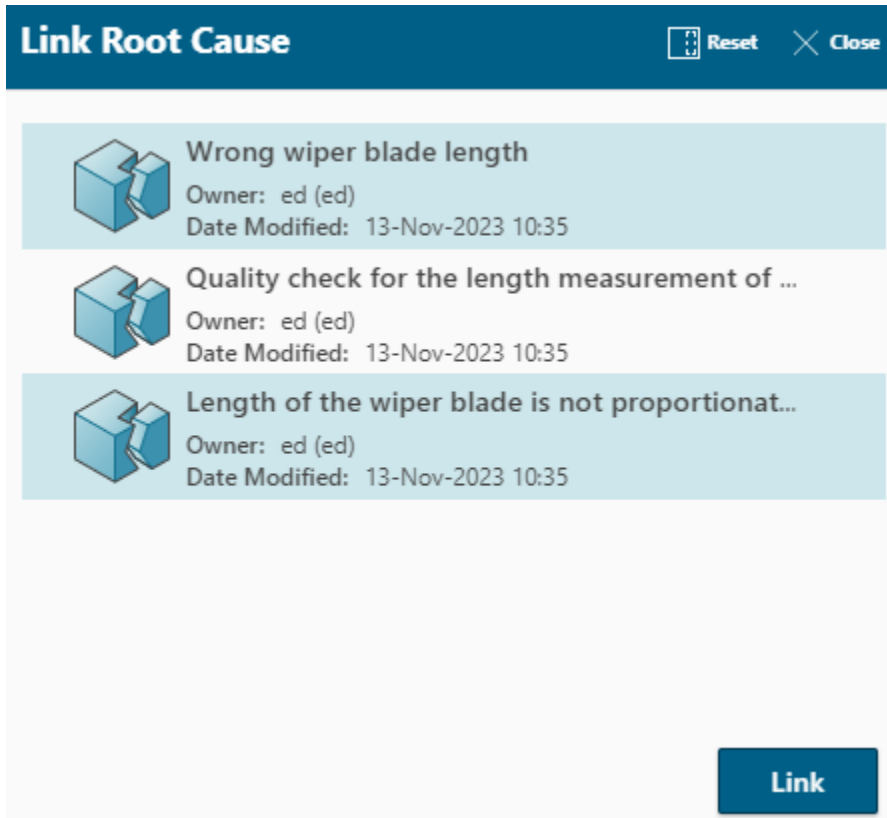 Link Root Cause
Reset
Close
Wrong wiper blade length
Owner: ed (ed)
Date Modified: 13-Nov-2023 10:35
Quality check for the length measurement of ...
Owner: ed (ed)
Date Modified: 13-Nov-2023 10:35
Length of the wiper blade is not proportionat...
Owner: ed (ed)
Date Modified: 13-Nov-2023 10:35
Link